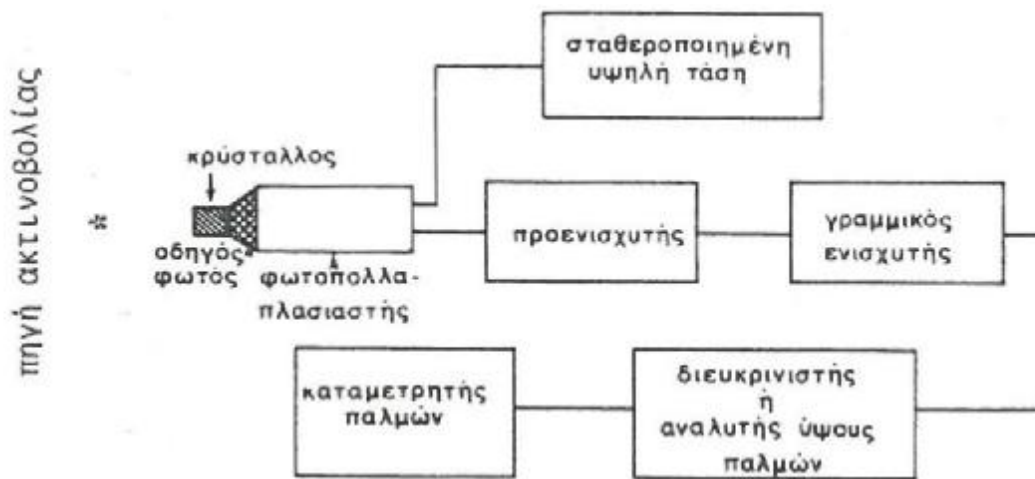 πηγή ακτινοβολίας
*
σταθεροποιημένη
υψηλή τάση
κρύσταλλος
οδηγός
φωτός
φωτοπολλα-
πλασιαστής
προενισχυτής
γραμμικός
ενισχυτής
καταμετρητής
παλμών
διευκρινιστής
ή
αναλυτής ύψους
παλμών